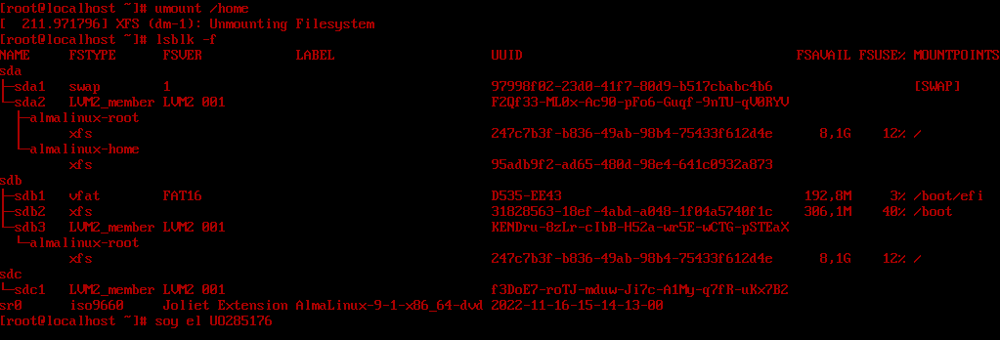 [root@localhost ~]# umount /home
[  211.971796] XFS (dm-1): Unmounting Filesystem
[root@localhost ~]# lsblk -f
NAME     FSTYPE      FSVER            LABEL                    UUID                                   FSAVAIL FSUSE% MOUNTPOINTS
sda
├─sda1   swap        1                                         97998f02-23d0-41f7-80d9-b517cbabc4b6                  [SWAP]
└─sda2   LVM2_member LVM2 001                                  F2Qf33-ML0x-Ac90-pFo6-Guqf-9nTU-qV0RYV
  ├─almalinux-root
  │      xfs                                                   247c7b3f-b836-49ab-98b4-75433f612d4e      8,1G    12% /
  └─almalinux-home
         xfs                                                   95adb9f2-ad65-480d-98e4-641c0932a873
sdb
├─sdb1   vfat        FAT16                                     D535-EE43                               192,8M     3% /boot/efi
├─sdb2   xfs                                                   31828563-18ef-4abd-a048-1f04a5740f1c    306,1M    40% /boot
└─sdb3   LVM2_member LVM2 001                                  KENDru-8zLr-cIbB-H52a-wr5E-wCTG-pSTEaX
  └─almalinux-root
         xfs                                                   247c7b3f-b836-49ab-98b4-75433f612d4e      8,1G    12% /
sdc
└─sdc1   LVM2_member LVM2 001                                  f3DoE7-roTJ-mduw-Jl7c-A1My-q7fR-uKx7B2
sr0      iso9660     Joliet Extension AlmaLinux-9-1-x86_64-dvd 2022-11-16-15-14-13-00
[root@localhost ~]# soy el UO285176